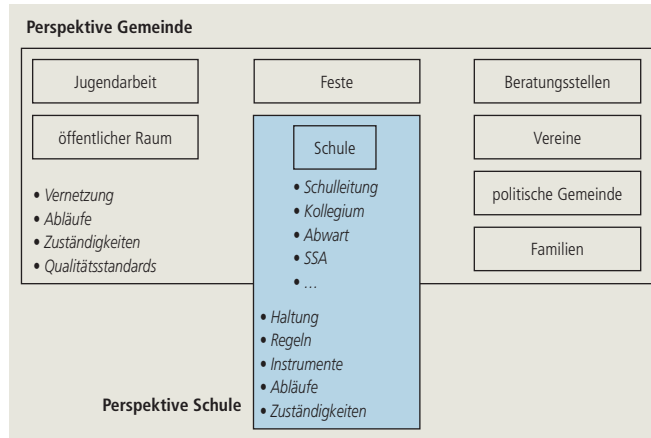 Perspektive Gemeinde
Jugendarbeit
Feste
Beratungsstellen
öffentlicher Raum
Schule
Vereine
politische Gemeinde
Familien
• Vernetzung
• Abläufe
• Zuständigkeiten
• Qualitätsstandards
• Schulleitung
• Kollegium
• Abwart
• SSA
• ...
• Haltung
• Regeln
• Instrumente
• Abläufe
• Zuständigkeiten
Perspektive Schule